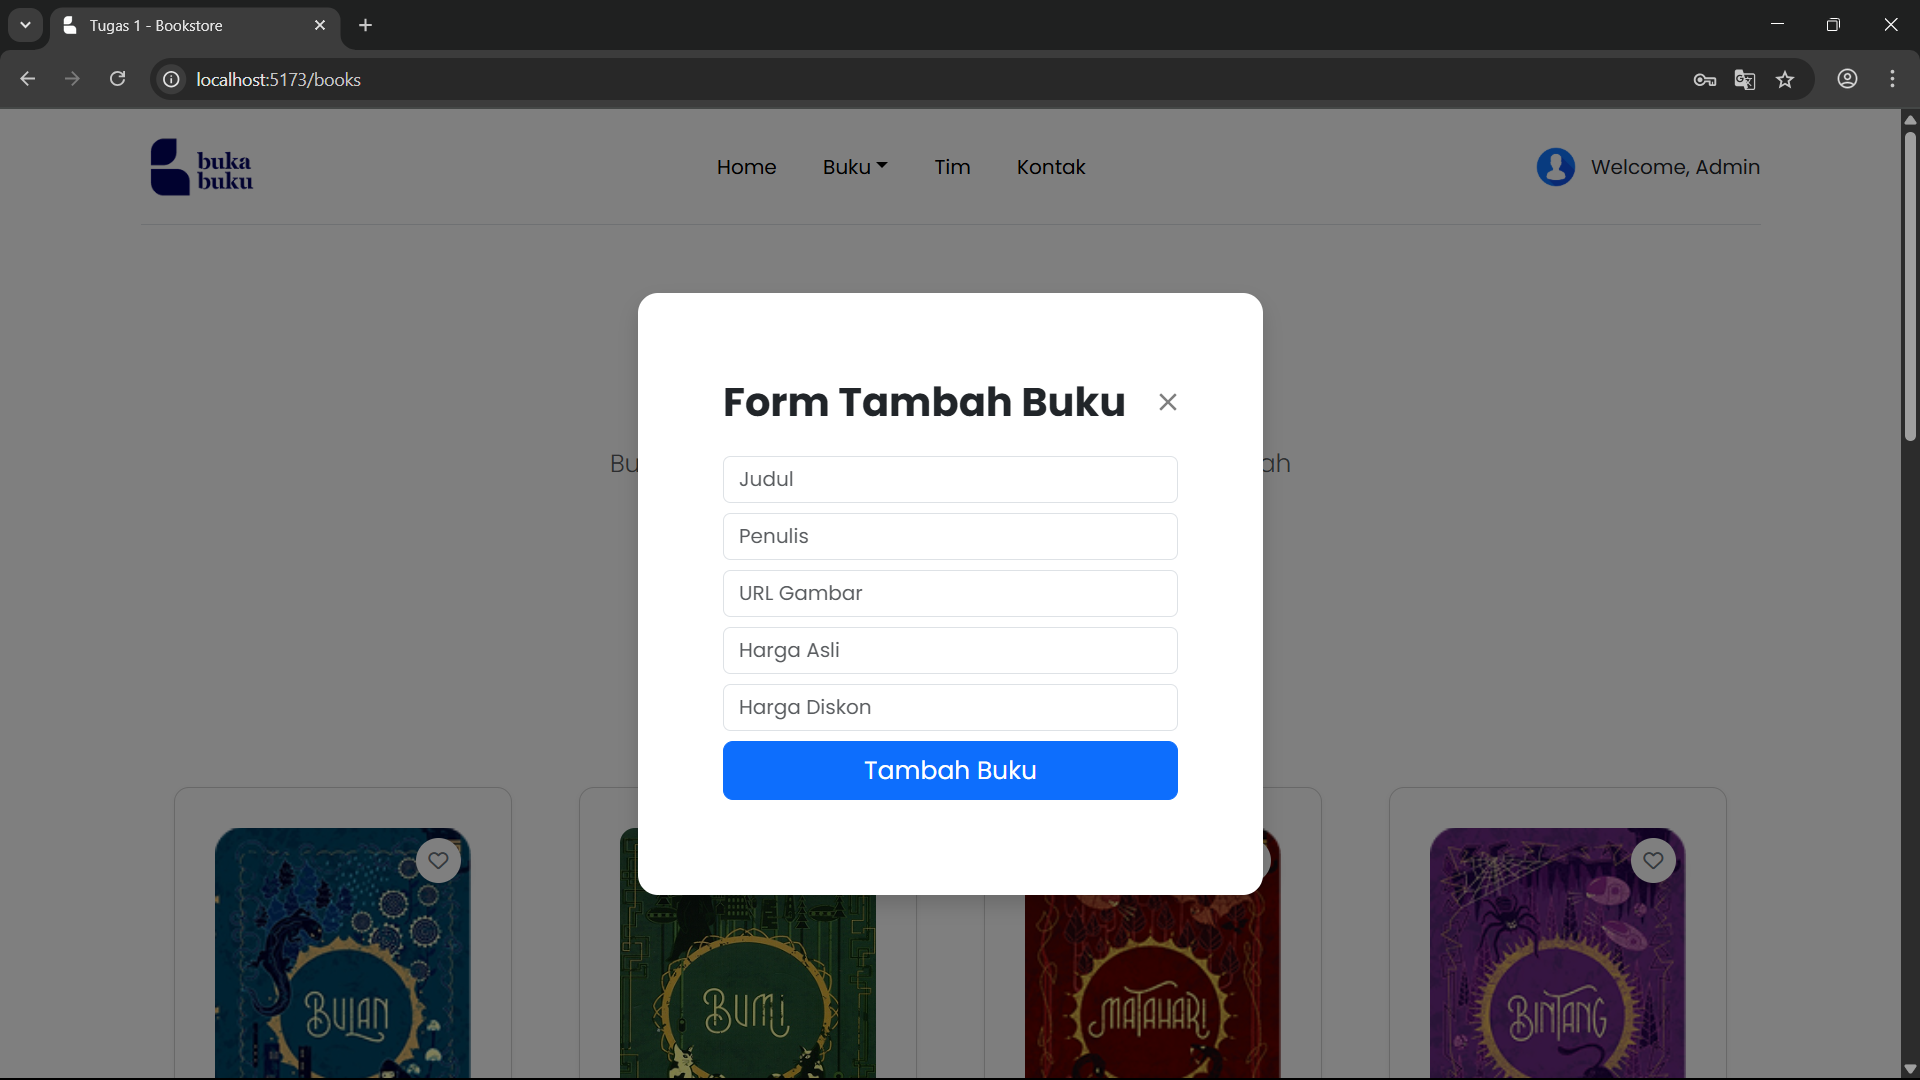 Tugas 1 - Bookstore
localhost:5173/books
buka
buku
Home Buku Tim Kontak
Welcome, Admin
Form Tambah Buku
Bu ah
Judul
Penulis
URL Gambar
Harga Asli
Harga Diskon
Tambah Buku
BULAN BUMI MATAHARI BINTANG